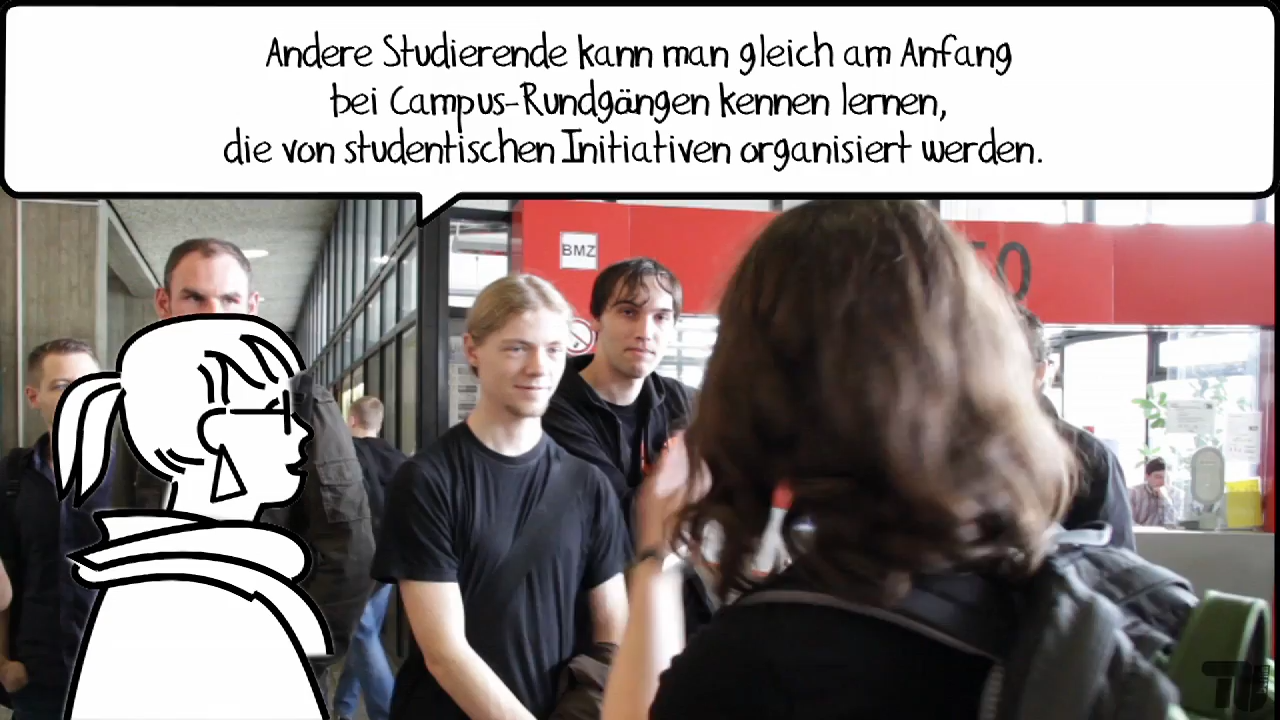 Andere Studierende kann man gleich am Anfang
bei Campus-Rundgängen kennen lernen,
die von studentischen Initiativen organisiert werden.
BMZ